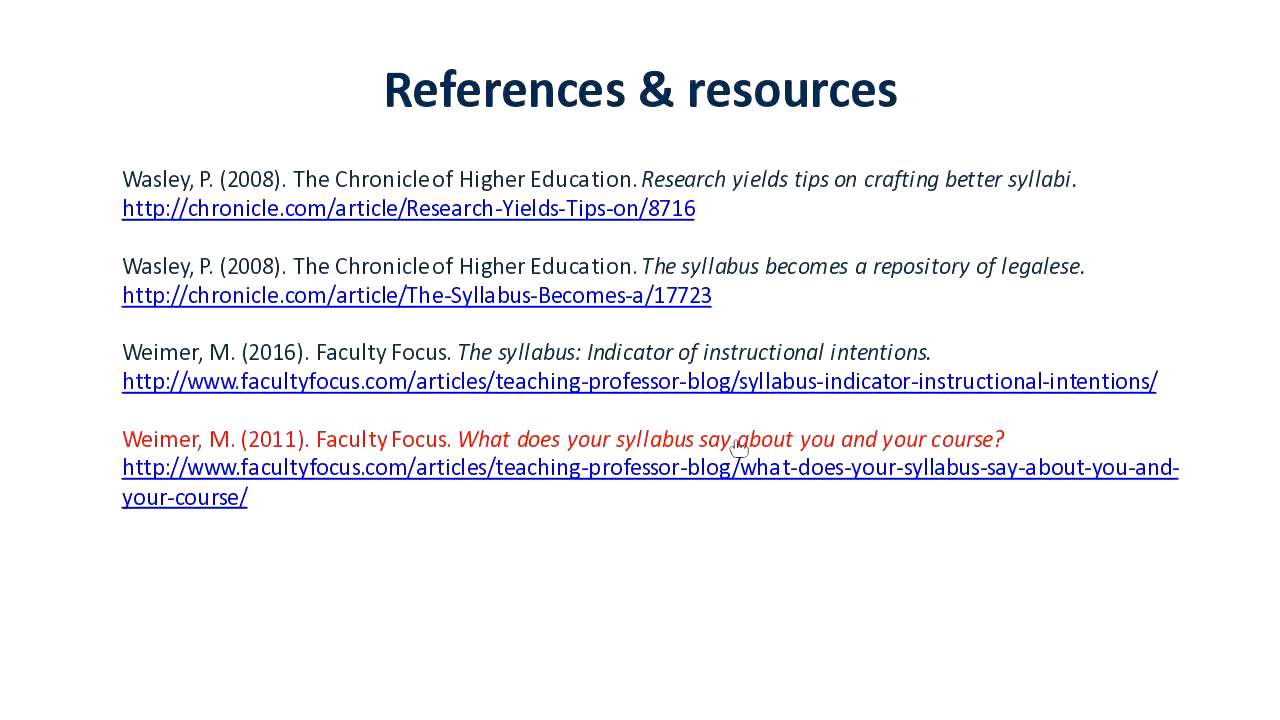 References & resources
Wasley, P. (2008). The Chronicle of Higher Education. Research yields tips on crafting better syllabi.
http://chronicle.com/article/Research-Yields-Tips-on/8716
Wasley, P. (2008). The Chronicle of Higher Education. The syllabus becomes a repository of legalese.
http://chronicle.com/article/The-Syllabus-Becomes-a/17723
Weimer, M. (2016). Faculty Focus. The syllabus: Indicator of instructional intentions.
http://www.facultyfocus.com/articles/teaching-professor-blog/syllabus-indicator-instructional-intentions/
Weimer, M. (2011). Faculty Focus. What does your syllabus say about you and your course?
http://www.facultyfocus.com/articles/teaching-professor-blog/what-does-your-syllabus-say-about-you-and-
your-course/